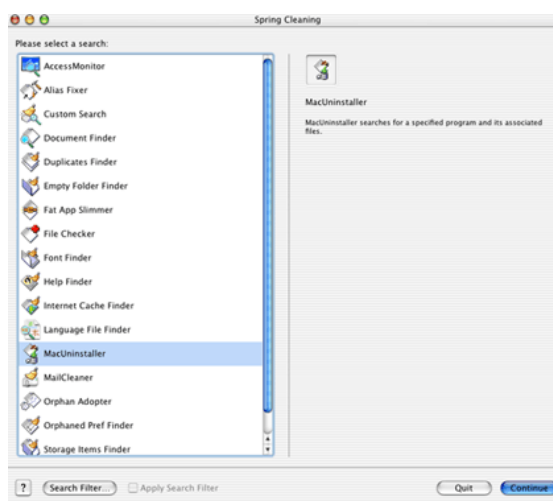 Spring Cleaning
Please select a search:
AccessMonitor
Alias Fixer
Custom Search
Document Finder
Duplicates Finder
Empty Folder Finder
Fat App Slimmer
File Checker
Font Finder
Help Finder
Internet Cache Finder
Language File Finder
MacUninstaller
MailCleaner
Orphan Adopter
Orphaned Pref Finder
Storage Items Finder
MacUninstaller
MacUninstaller searches for a specified program and its associated
files.
?
Search Filter...
Apply Search Filter
Quit
Continue